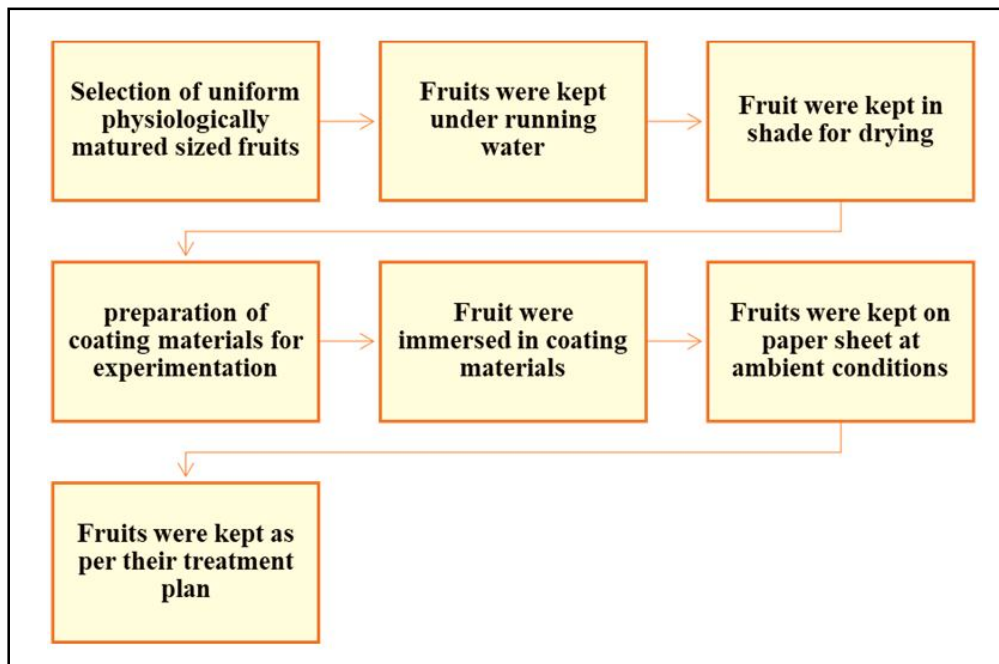 Selection of uniform
physiologically
matured sized fruits
Fruits were kept
under running
water
Fruit were kept in
shade for drying
preparation of
coating materials for
experimentation
Fruit were
immersed in coating
materials
Fruits were kept on
paper sheet at
ambient conditions
Fruits were kept as
per their treatment
plan